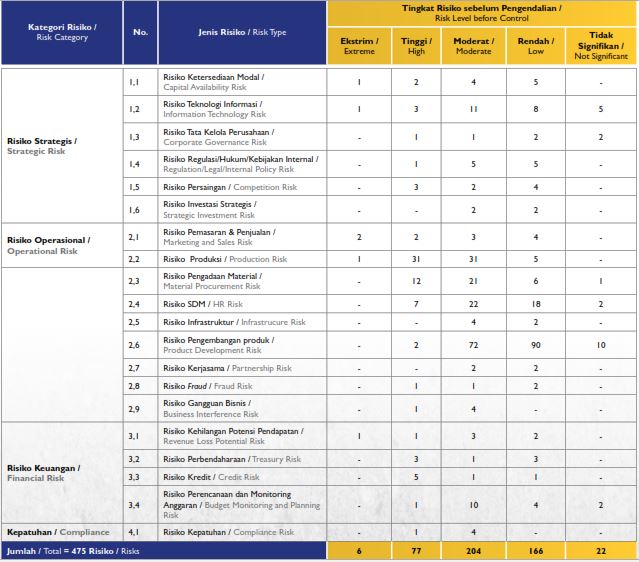 Kategori Risiko / Risk Category | No. | Jenis Risiko / Risk Type | Tingkat Risiko sebelum Pengendalian / Risk Level before Control
Ekstrim / Extreme | Tinggi / High | Moderat / Moderate | Rendah / Low | Tidak Signifikan / Not Significant
Risiko Strategis / Strategic Risk
1,1 | Risiko Ketersediaan Modal / Capital Availability Risk | 1 | 2 | 4 | 5 | -
1,2 | Risiko Teknologi Informasi / Information Technology Risk | 1 | 3 | 11 | 8 | 5
1,3 | Risiko Tata Kelola Perusahaan / Corporate Governance Risk | - | 1 | 1 | 2 | 2
1,4 | Risiko Regulasi/Hukum/Kebijakan Internal / Regulation/Legal/Internal Policy Risk | - | 1 | 5 | 5 | -
1,5 | Risiko Persaingan / Competition Risk | - | 3 | 2 | 4 | -
1,6 | Risiko Investasi Strategis / Strategic Investment Risk | - | - | 2 | 2 | -
Risiko Operasional / Operational Risk
2,1 | Risiko Pemasaran & Penjualan / Marketing and Sales Risk | 2 | 2 | 3 | 4 | -
2,2 | Risiko Produksi / Production Risk | 1 | 31 | 31 | 5 | -
2,3 | Risiko Pengadaan Material / Material Procurement Risk | - | 12 | 21 | 6 | 1
2,4 | Risiko SDM / HR Risk | - | 7 | 22 | 18 | 2
2,5 | Risiko Infrastruktur / Infrastrucure Risk | - | - | 4 | 2 | -
2,6 | Risiko Pengembangan produk / Product Development Risk | - | 2 | 72 | 90 | 10
2,7 | Risiko Kerjasama / Partnership Risk | - | - | 2 | 2 | -
2,8 | Risiko Fraud / Fraud Risk | - | 1 | 1 | 2 | -
2,9 | Risiko Gangguan Bisnis / Business Interference Risk | - | 1 | 4 | - | -
Risiko Keuangan / Financial Risk
3,1 | Risiko Kehilangan Potensi Pendapatan / Revenue Loss Potential Risk | 1 | 1 | 3 | 2 | -
3,2 | Risiko Perbendaharaan / Treasury Risk | - | 3 | 1 | 3 | -
3,3 | Risiko Kredit / Credit Risk | - | 5 | 1 | 1 | -
3,4 | Risiko Perencanaan dan Monitoring Anggaran / Budget Monitoring and Planning Risk | - | 1 | 10 | 4 | 2
Kepatuhan / Compliance | 4,1 | Risiko Kepatuhan / Compliance Risk | - | 1 | 4 | - | -
Jumlah / Total = 475 Risiko / Risks | 6 | 77 | 204 | 166 | 22